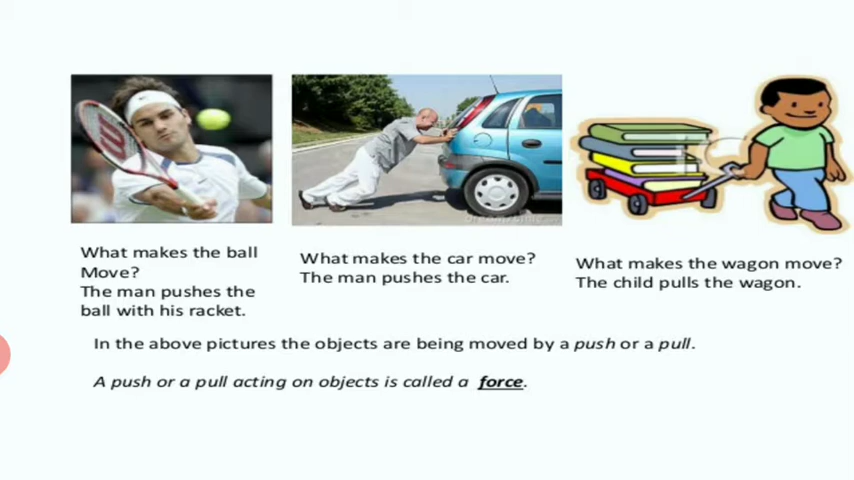 What makes the ball
Move?
The man pushes the
ball with his racket.
What makes the car move?
The man pushes the car.
What makes the wagon move?
The child pulls the wagon.
In the above pictures the objects are being moved by a push or a pull.
A push or a pull acting on objects is called a force.